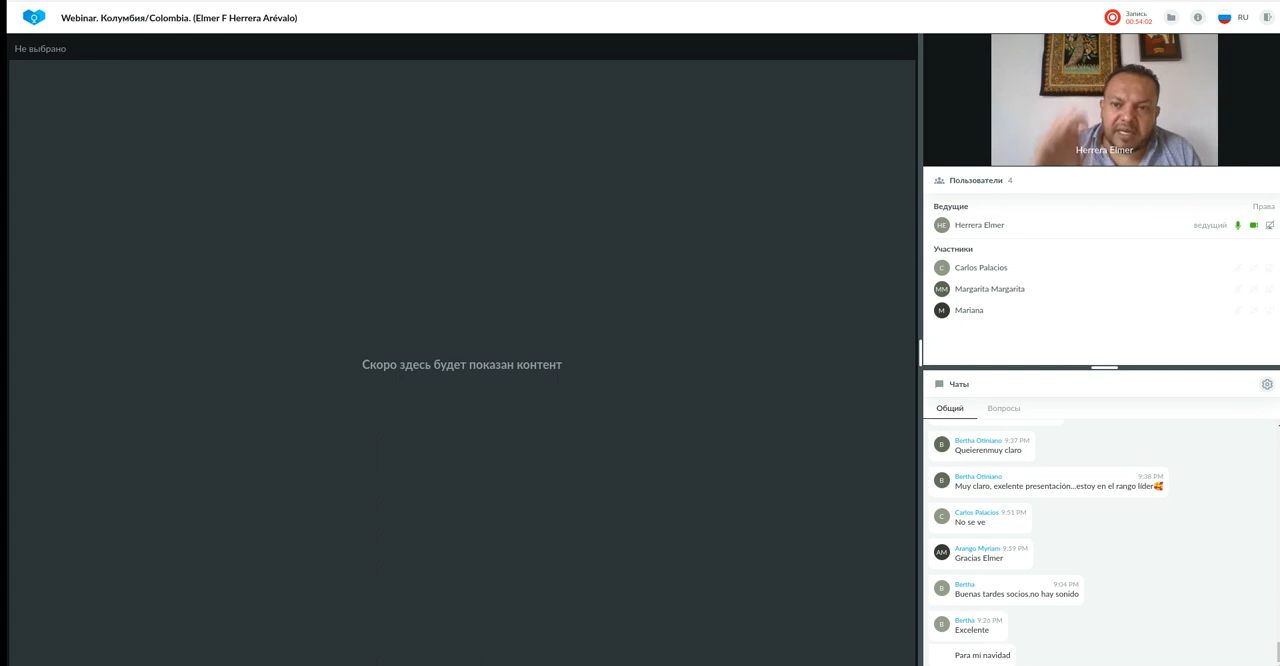 Webinar. Колумбия/Colombia. (Elmer F Herrera Arévalo)
Запись
00:54:02
RU
Не выбрано
Herrera Elmer
Скоро здесь будет показан контент
Пользователи 4
Ведущие Права
HE Herrera Elmer ведущий
Участники
C Carlos Palacios
MM Margarita Margarita
M Mariana
Чаты
Общий Вопросы
B Bertha Otiniano 9:37 PM
Queierenmuy claro
B Bertha Otiniano 9:38 PM
Muy claro, exelente presentación...estoy en el rango líder🥰
C Carlos Palacios 9:51 PM
No se ve
AM Arango Myriam 9:59 PM
Gracias Elmer
B Bertha 9:04 PM
Buenas tardes socios,no hay sonido
B Bertha 9:26 PM
Excelente
Para mí navidad